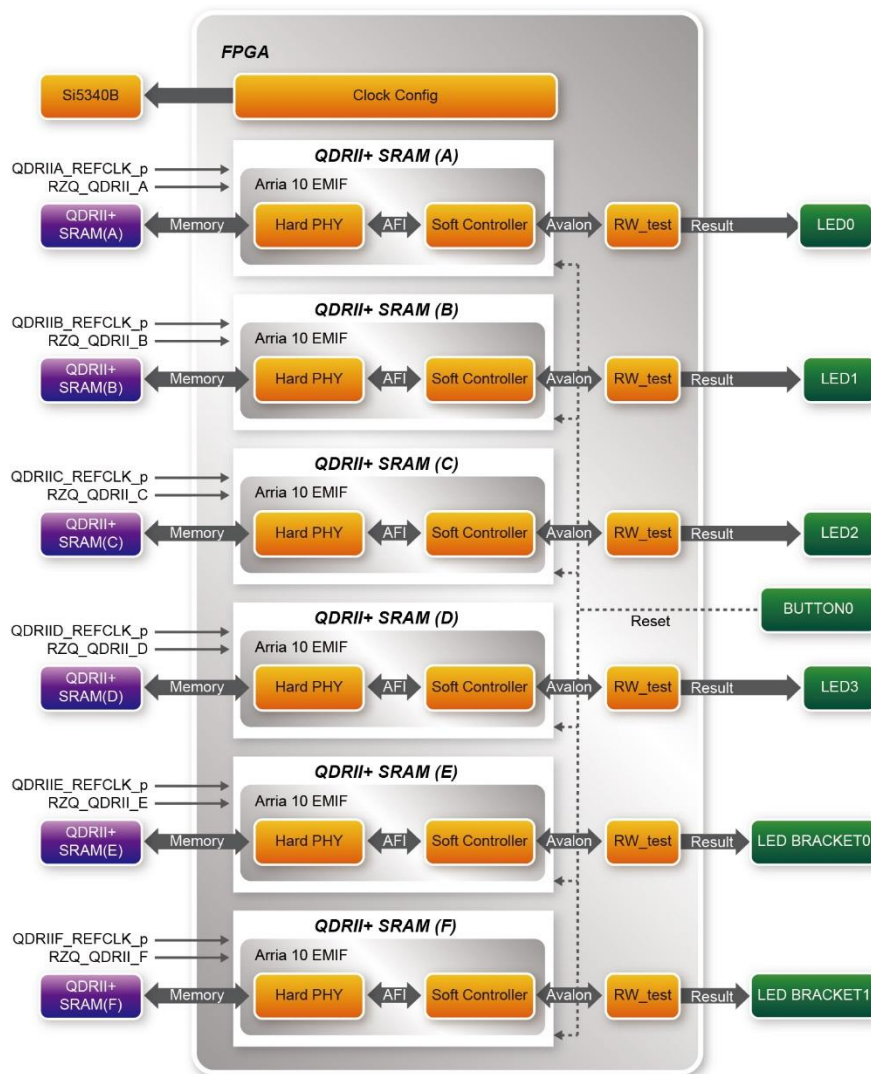 FPGA
Si5340B
Clock Config
QDRII+ SRAM (A)
QDRIIA_REFCLK_p
RZQ_QDRII_A
Arria 10 EMIF
QDRII+
SRAM(A)
Memory
Hard PHY
AFI
Soft Controller
Avalon
RW_test
Result
LED0
QDRII+ SRAM (B)
QDRIIB_REFCLK_p
RZQ_QDRII_B
Arria 10 EMIF
QDRII+
SRAM(B)
Memory
Hard PHY
AFI
Soft Controller
Avalon
RW_test
Result
LED1
QDRII+ SRAM (C)
QDRIIC_REFCLK_p
RZQ_QDRII_C
Arria 10 EMIF
QDRII+
SRAM(C)
Memory
Hard PHY
AFI
Soft Controller
Avalon
RW_test
Result
LED2
BUTTON0
Reset
QDRII+ SRAM (D)
QDRIID_REFCLK_p
RZQ_QDRII_D
Arria 10 EMIF
QDRII+
SRAM(D)
Memory
Hard PHY
AFI
Soft Controller
Avalon
RW_test
Result
LED3
QDRII+ SRAM (E)
QDRIIE_REFCLK_p
RZQ_QDRII_E
Arria 10 EMIF
QDRII+
SRAM(E)
Memory
Hard PHY
AFI
Soft Controller
Avalon
RW_test
Result
LED BRACKET0
QDRII+ SRAM (F)
QDRIIF_REFCLK_p
RZQ_QDRII_F
Arria 10 EMIF
QDRII+
SRAM(F)
Memory
Hard PHY
AFI
Soft Controller
Avalon
RW_test
Result
LED BRACKET1